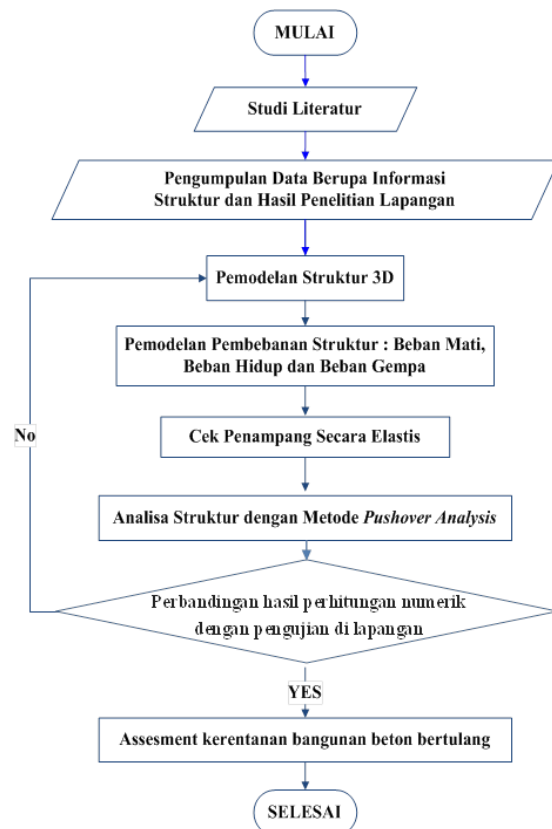 MULAI
Studi Literatur
Pengumpulan Data Berupa Informasi
Struktur dan Hasil Penelitian Lapangan
Pemodelan Struktur 3D
Pemodelan Pembebanan Struktur : Beban Mati,
Beban Hidup dan Beban Gempa
No
Cek Penampang Secara Elastis
Analisa Struktur dengan Metode Pushover Analysis
Perbandingan hasil perhitungan numerik
dengan pengujian di lapangan
YES
Assesment kerentanan bangunan beton bertulang
SELESAI